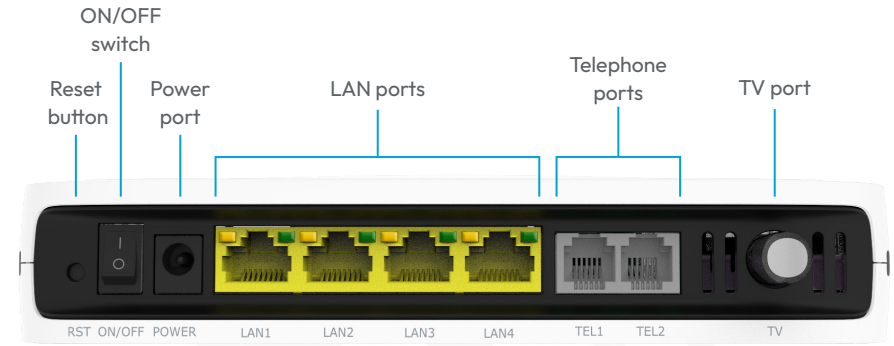 ON/OFF
switch
Reset
button
Power
port
LAN ports
Telephone
ports
TV port
RST ON/OFF POWER LAN1 LAN2 LAN3 LAN4 TEL1 TEL2 TV